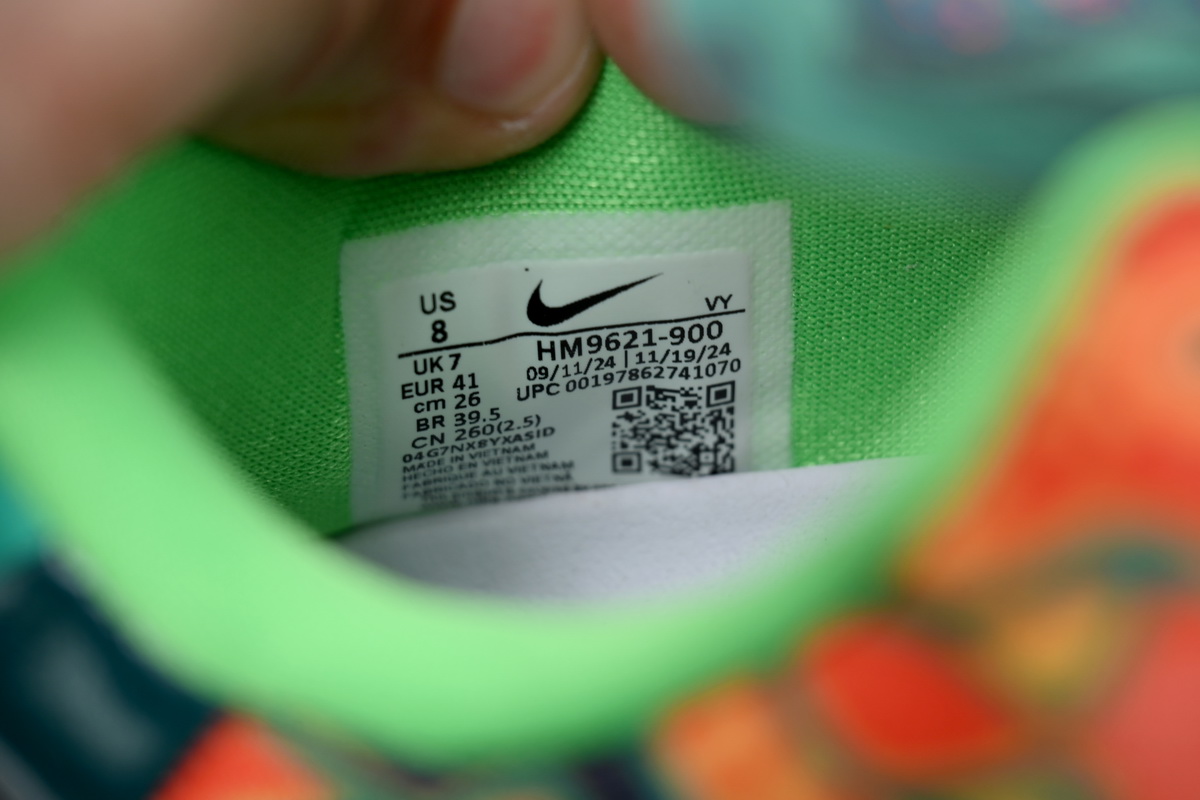 US
8
VY
UK 7
EUR 41
cm 26
BR 39.5
CN 260(2.5)
HM9621-900
09/11/24 | 11/19/24
UPC 00197862741070
04G7NX8YXASID
MADE IN VIETNAM
HECHO EN VIETNAM
FABRIQUE AU VIETNAM